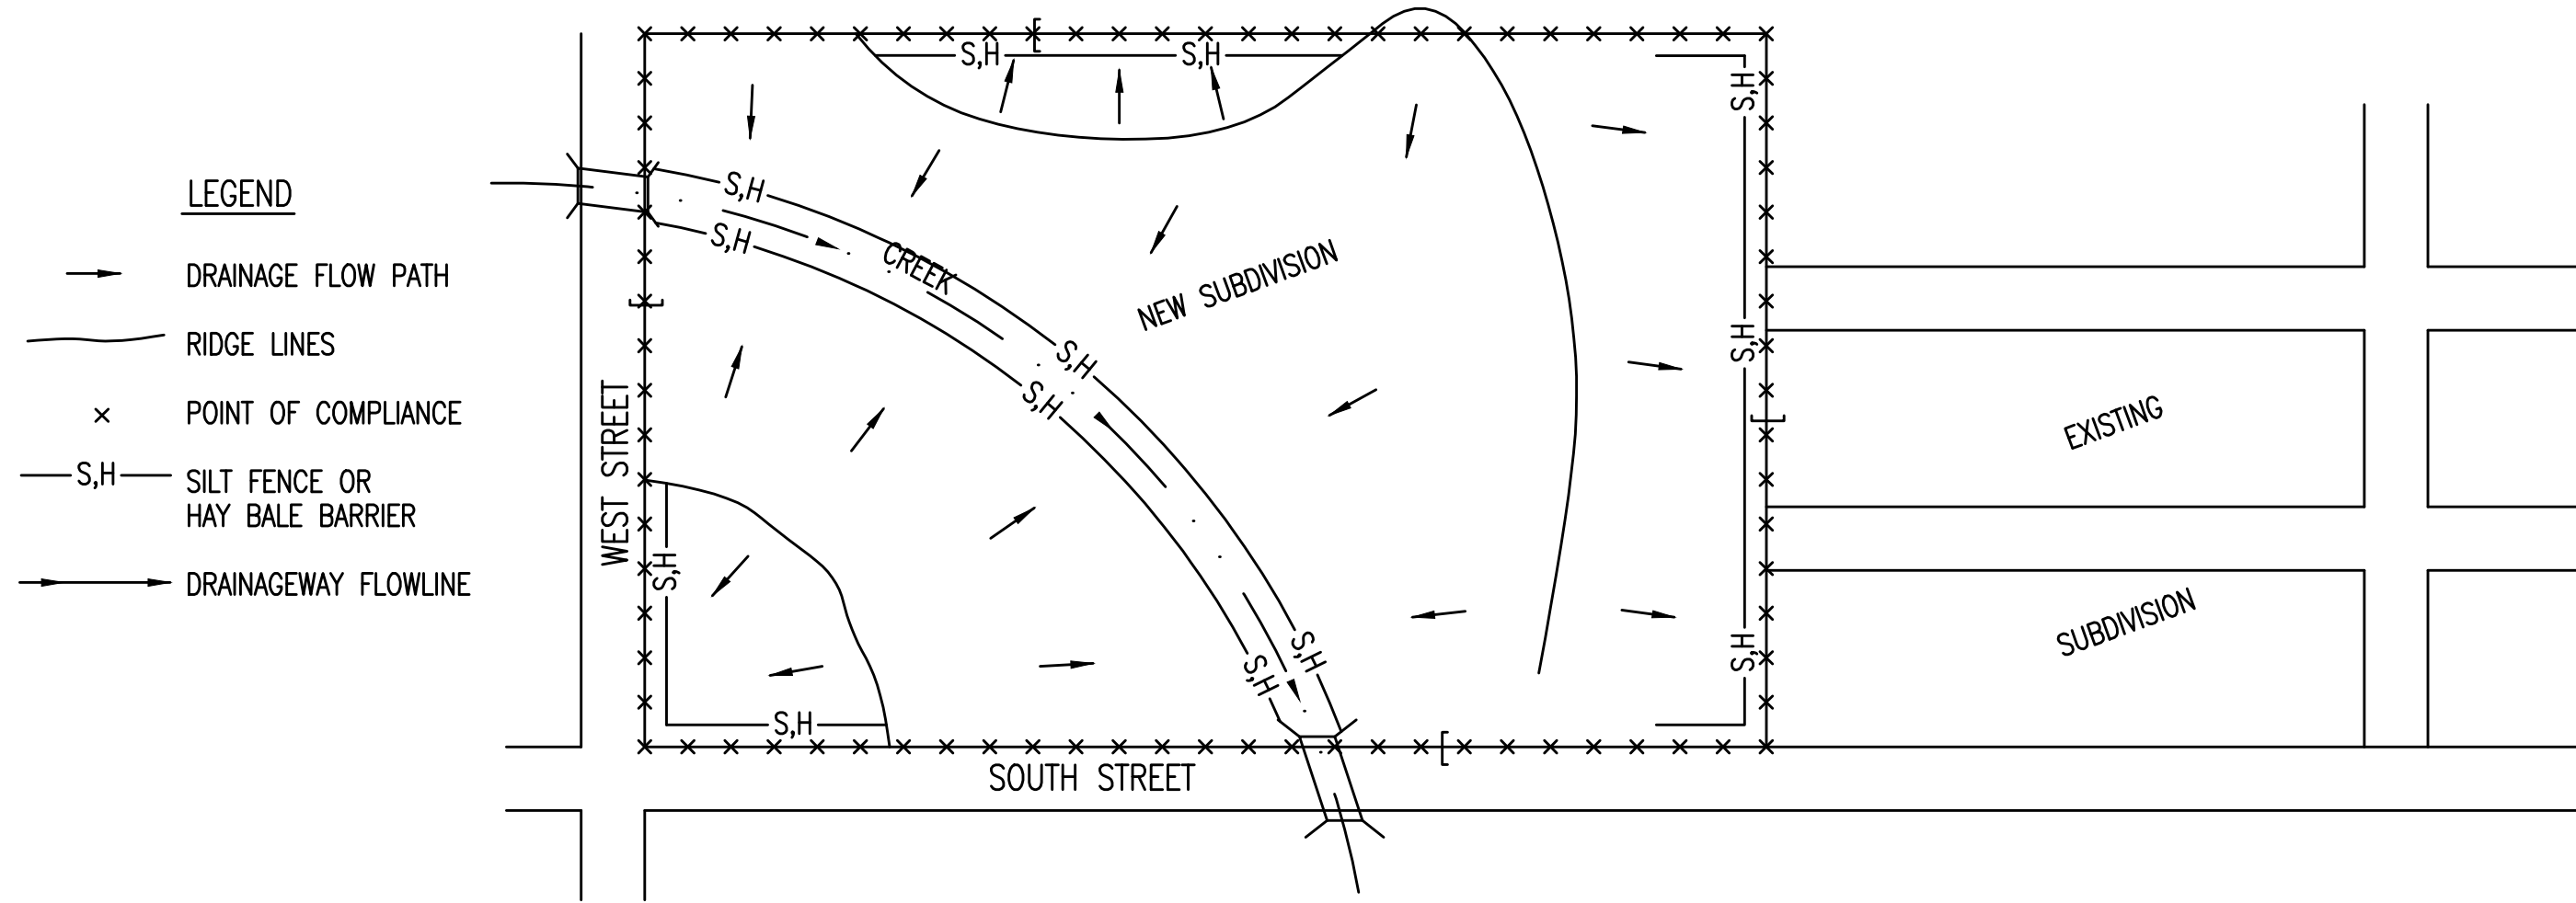 LEGEND
DRAINAGE FLOW PATH
RIDGE LINES
× POINT OF COMPLIANCE
S,H SILT FENCE OR
HAY BALE BARRIER
DRAINAGEWAY FLOWLINE
S,H
S,H
S,H
S,H
S,H
CREEK
NEW SUBDIVISION
S,H
S,H
S,H
WEST STREET
S,H
S,H
S,H
S,H
S,H
SOUTH STREET
EXISTING
SUBDIVISION